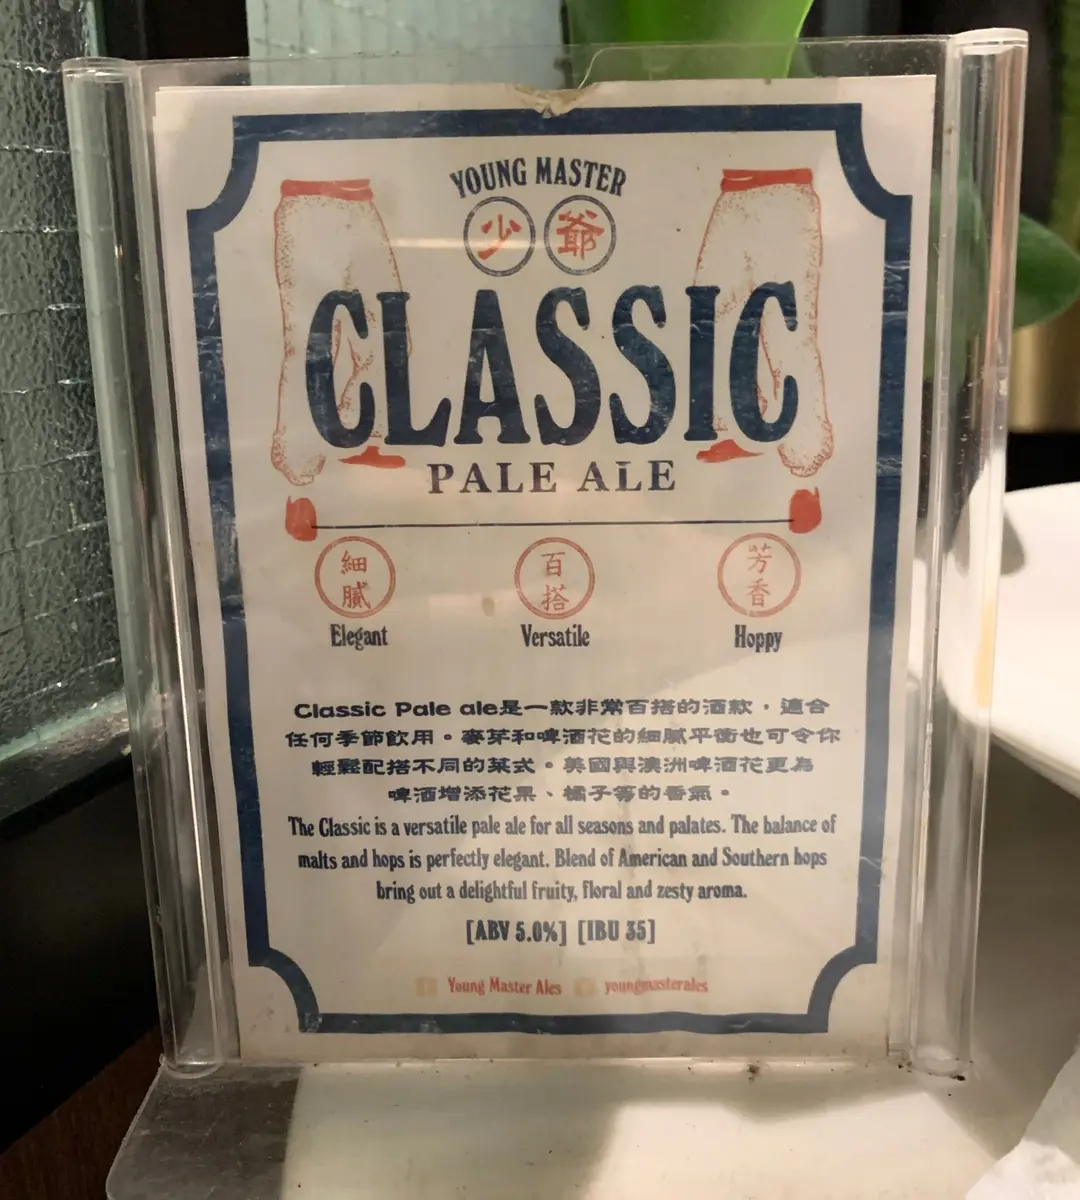 YOUNG MASTER
少爺
CLASSIC
PALE ALE
細膩
Elegant
百搭
Versatile
芳香
Hoppy
Classic Pale ale是一款非常百搭的酒款，適合
任何季節飲用。麥芽和啤酒花的細膩平衡也可令你
輕鬆配搭不同的菜式。美國與澳洲啤酒花更為
啤酒增添花果、橘子等的香氣。
The Classic is a versatile pale ale for all seasons and palates. The balance of
malts and hops is perfectly elegant. Blend of American and Southern hops
bring out a delightful fruity, floral and zesty aroma.
[ABV 5.0%] [IBU 35]
Young Master Ales youngmasterales